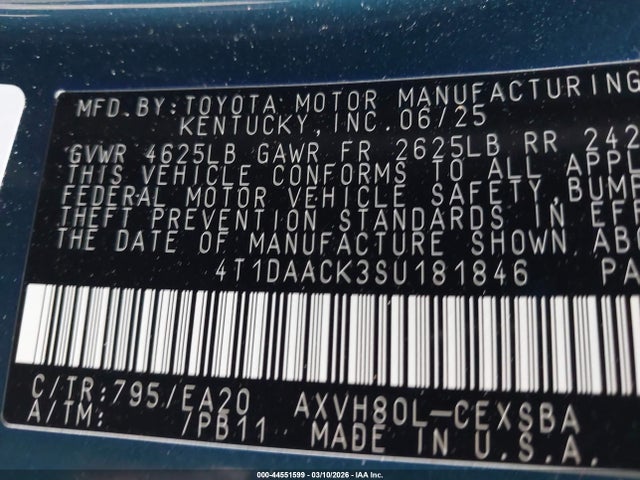 MFD.BY:TOYOTA MOTOR MANUFACTURING
KENTUCKY,INC.06/25
GVWR 4625LB GAWR FR 2625LB RR 242
THIS VEHICLE CONFORMS TO ALL APPL
FEDERAL MOTOR VEHICLE SAFETY,BUMP
THEFT PREVENTION STANDARDS IN EFF
THE DATE OF MANUFACTURE SHOWN ABO
4T1DAACK3SU181846 PA
C/TR:795/EA20 AXVH80L-CEXSBA
A/TM: /PB11 MADE IN U.S.A.
000-44551599 - 03/10/2026 - © Copyright IAA, Inc.